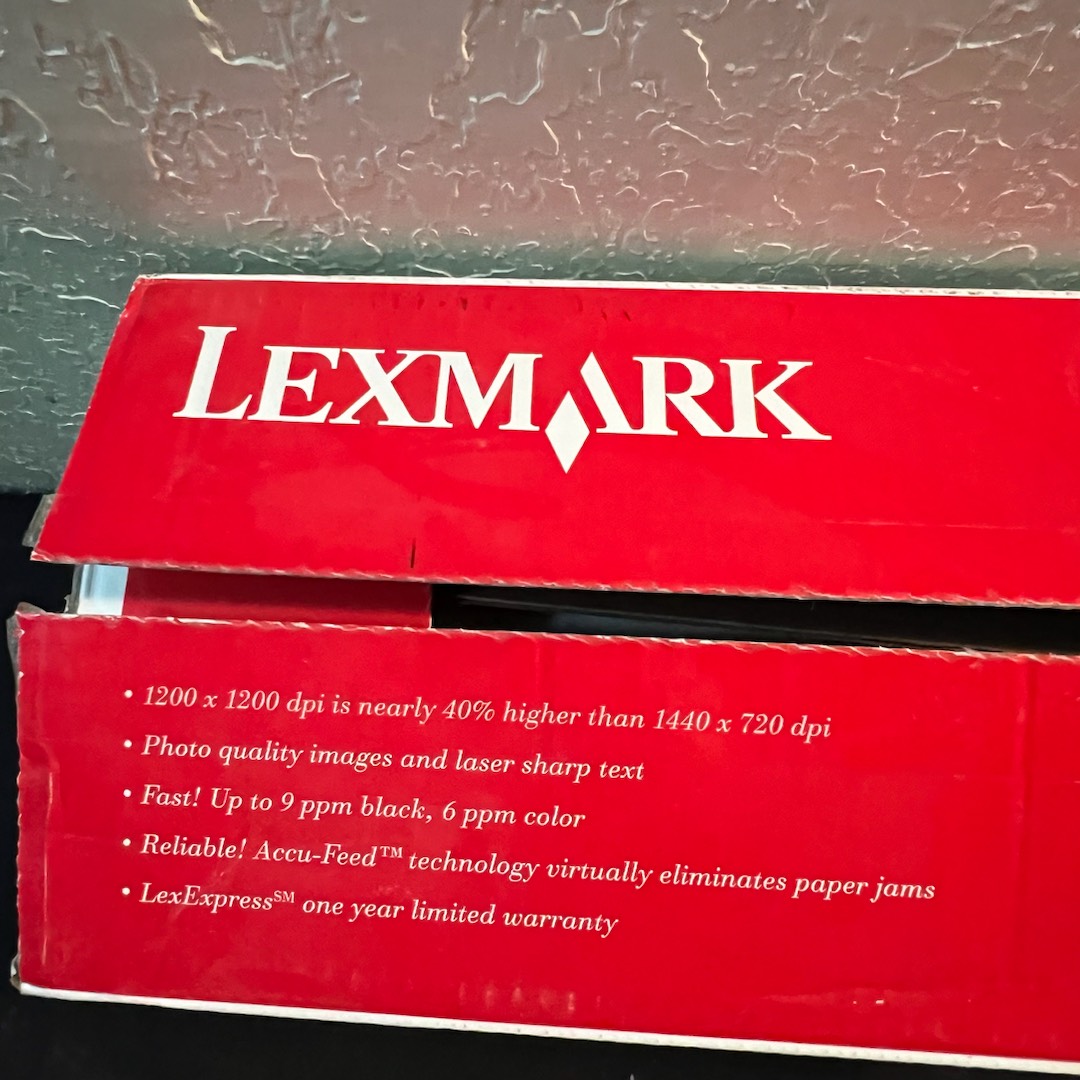 LEXMARK
• 1200 x 1200 dpi is nearly 40% higher than 1440 x 720 dpi
• Photo quality images and laser sharp text
• Fast! Up to 9 ppm black, 6 ppm color
• Reliable! Accu-Feed™ technology virtually eliminates paper jams
• LexExpress℠ one year limited warranty